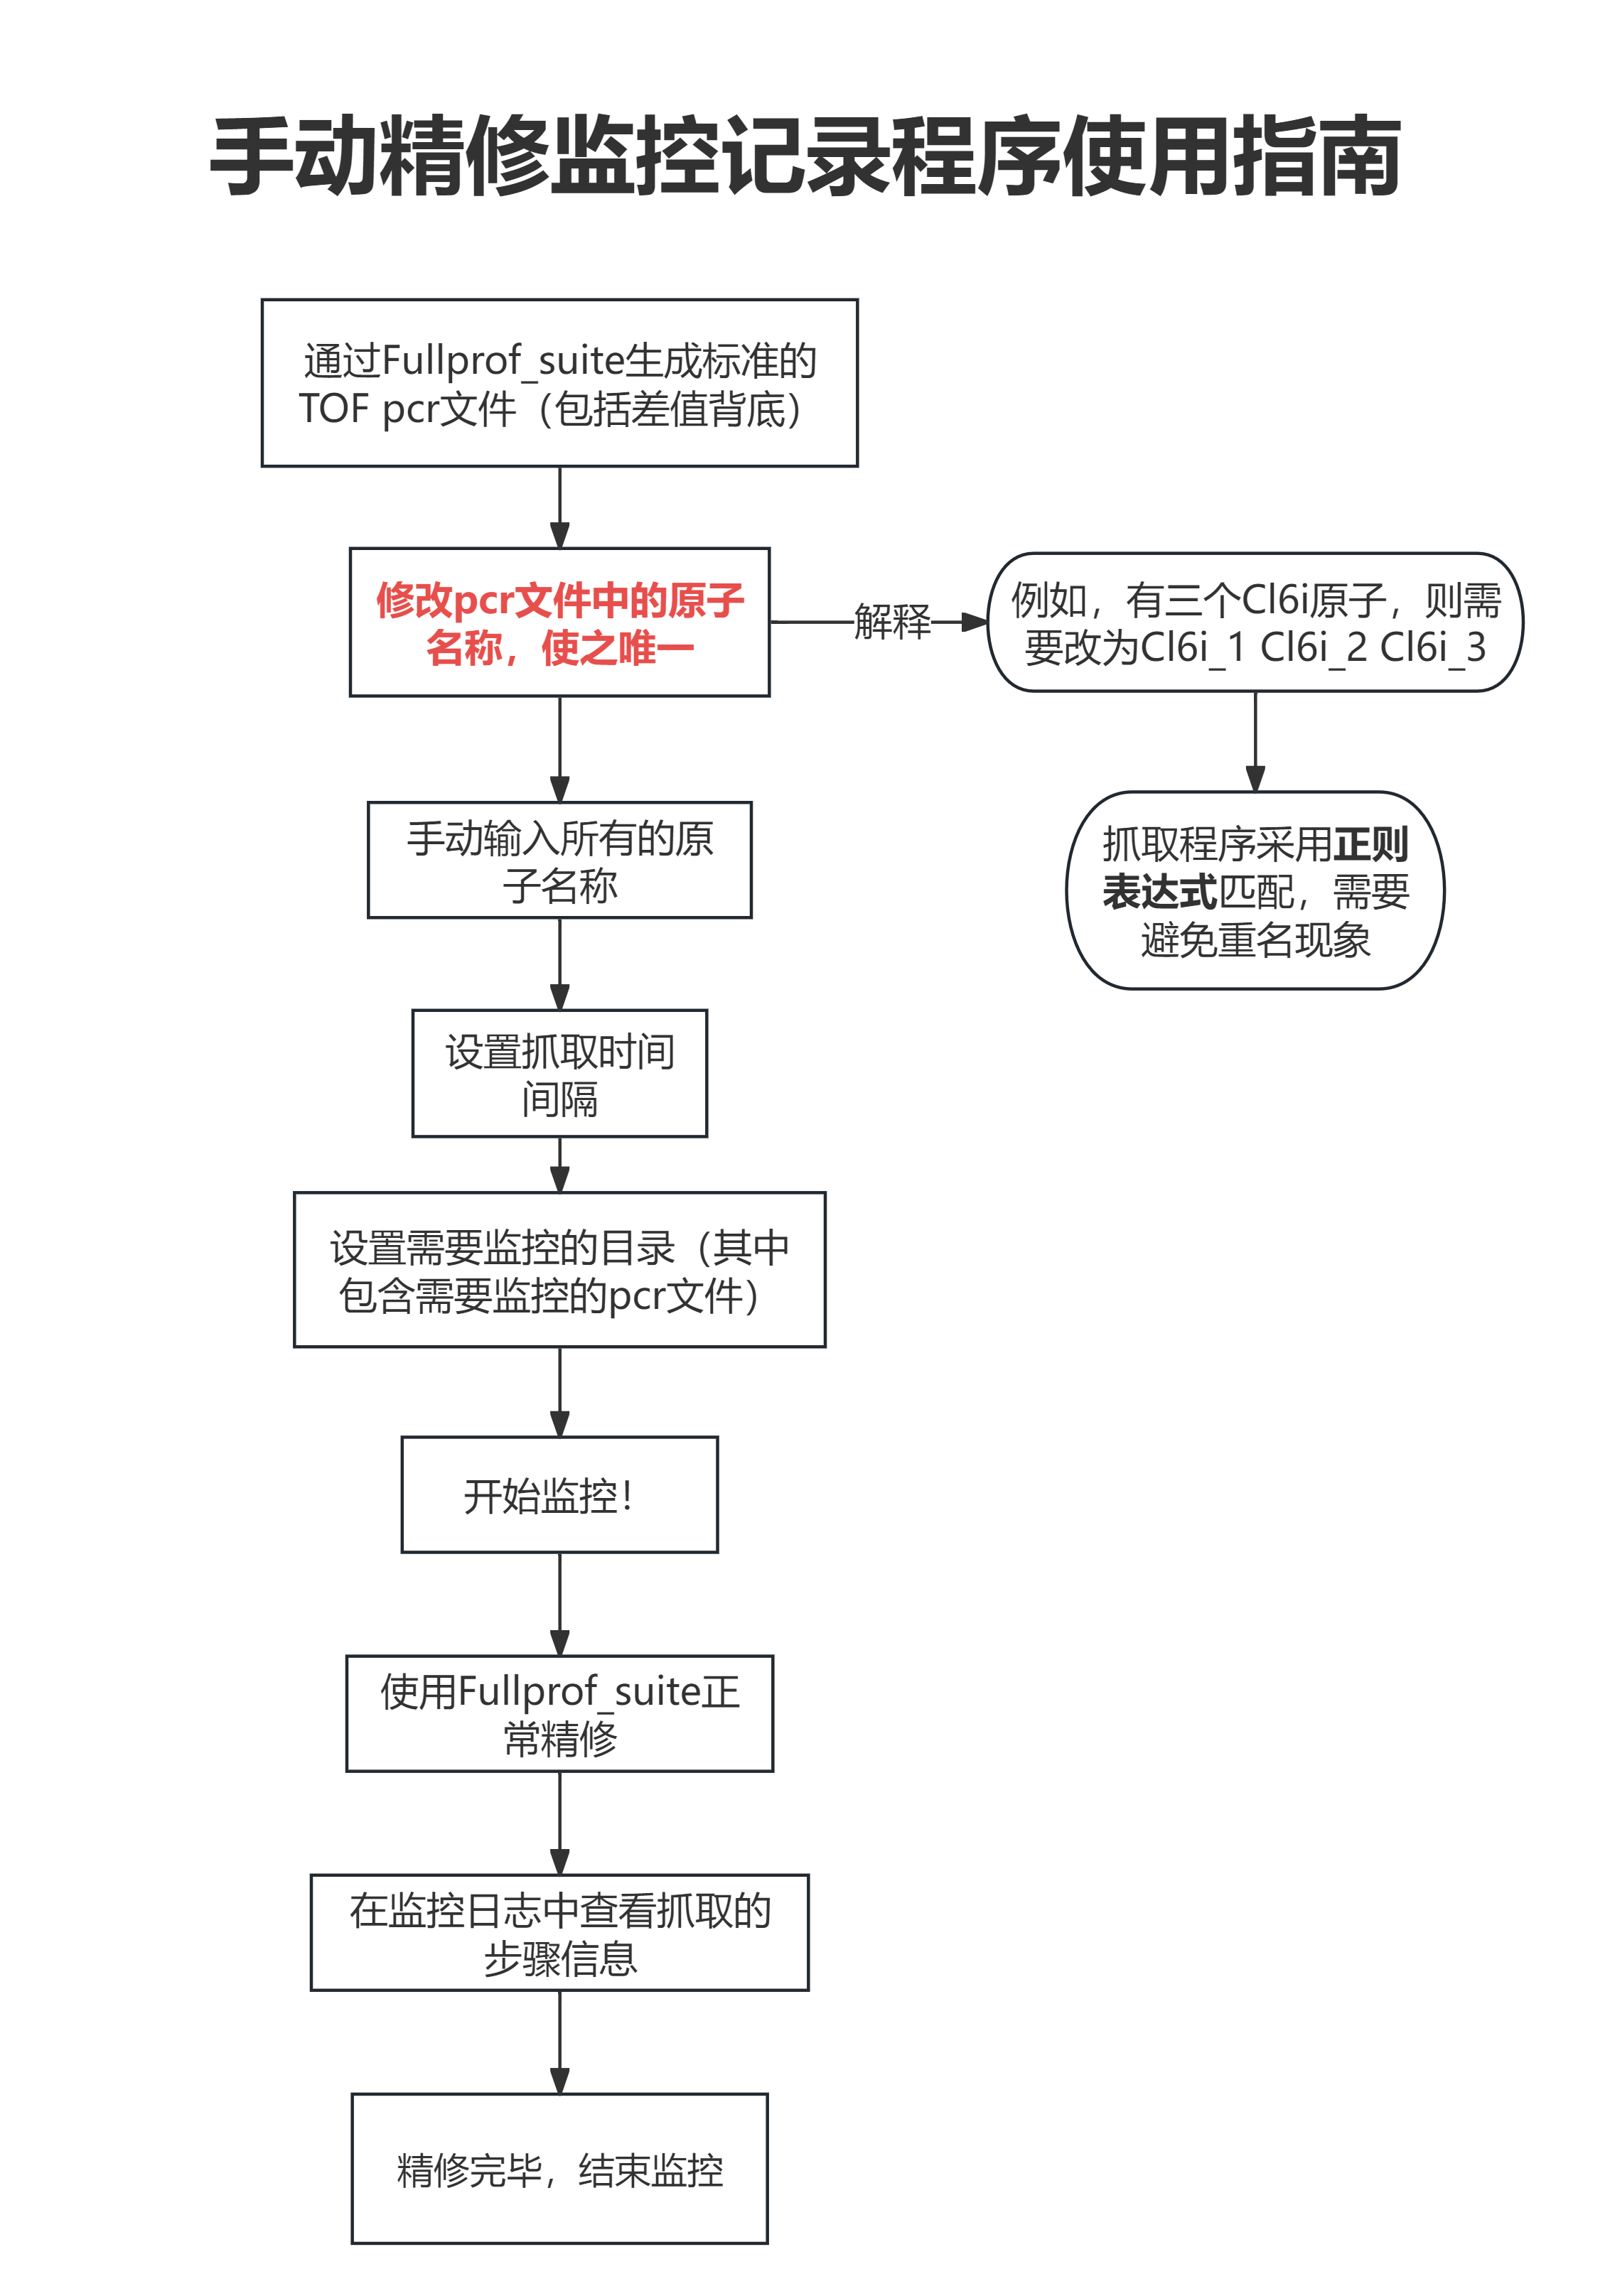 手动精修监控记录程序使用指南
通过Fullprof_suite生成标准的
TOF pcr文件（包括差值背底）
修改pcr文件中的原子
名称，使之唯一
解释
例如，有三个Cl6i原子，则需
要改为Cl6i_1 Cl6i_2 Cl6i_3
抓取程序采用正则
表达式匹配，需要
避免重名现象
手动输入所有的原
子名称
设置抓取时间
间隔
设置需要监控的目录（其中
包含需要监控的pcr文件）
开始监控！
使用Fullprof_suite正
常精修
在监控日志中查看抓取的
步骤信息
精修完毕，结束监控